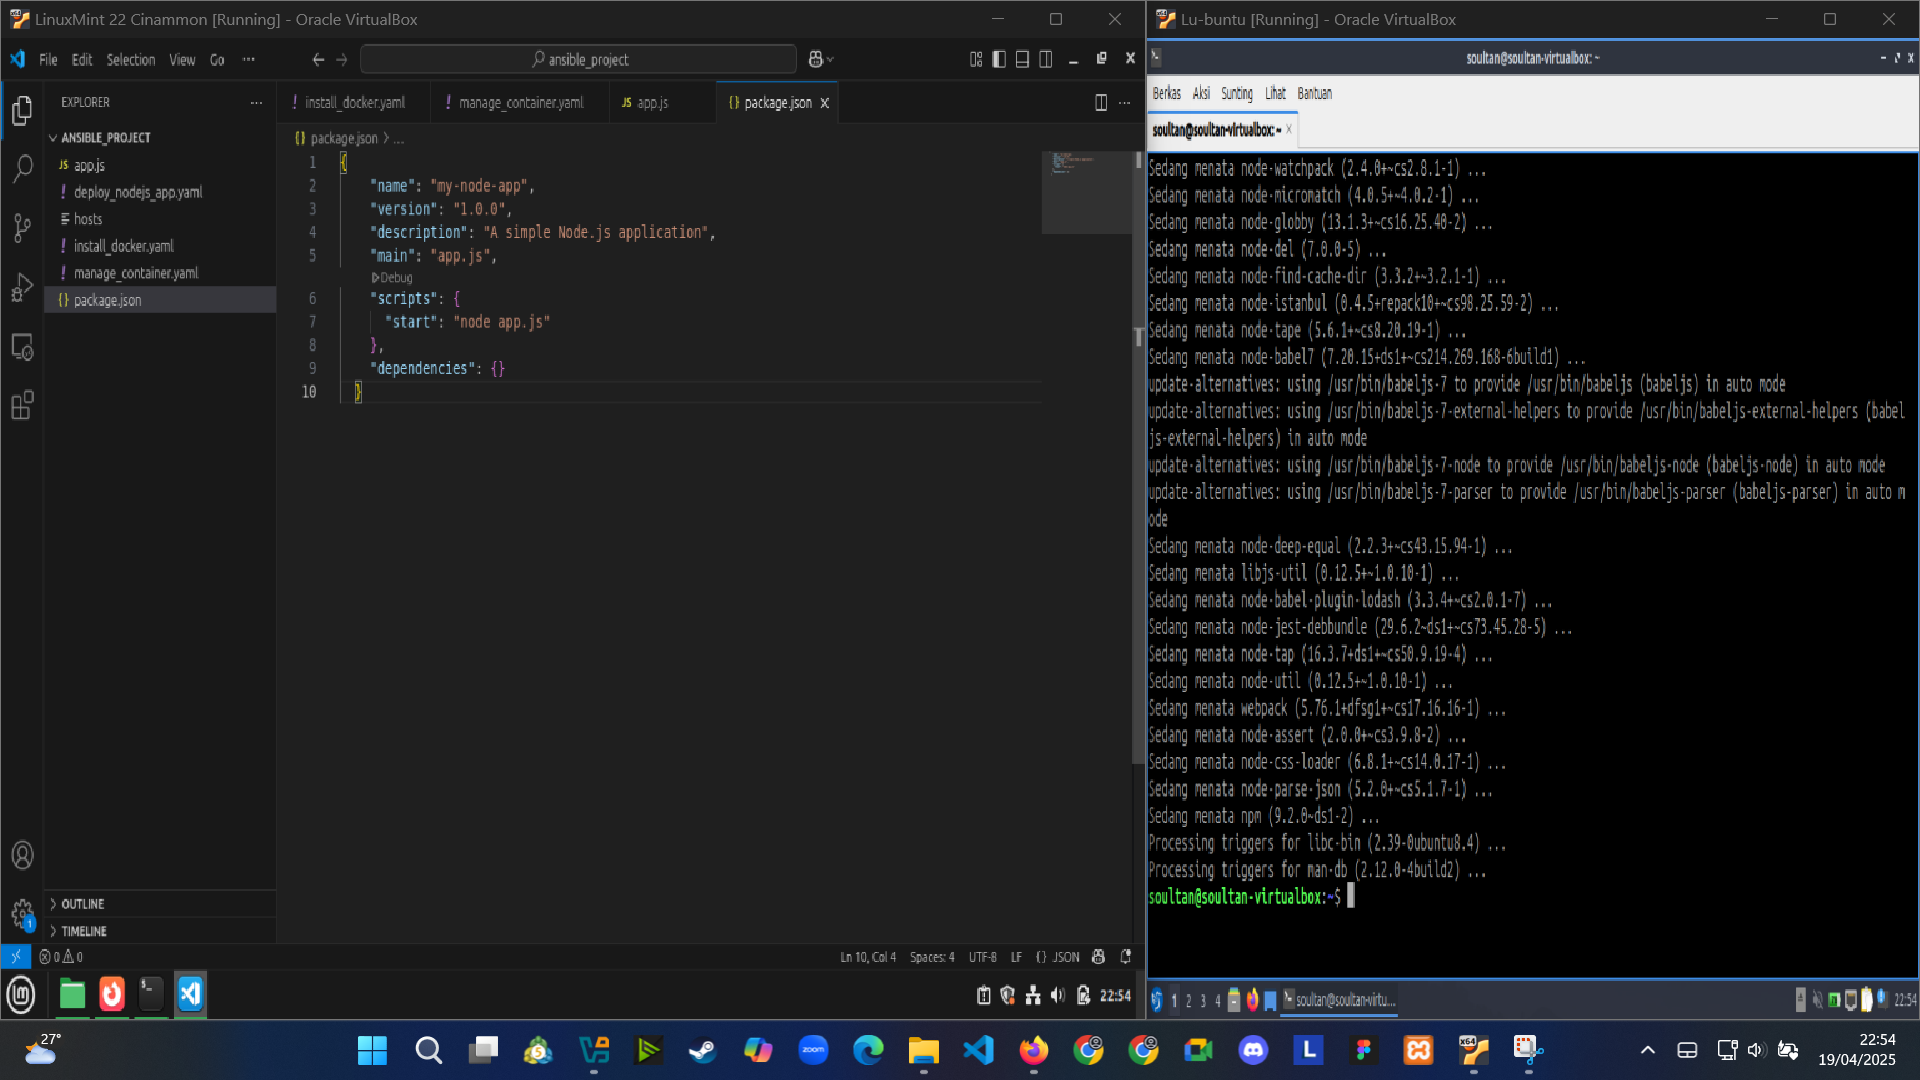 LinuxMint 22 Cinammon [Running] - Oracle VirtualBox
File Edit Selection View Go ...
ansible_project
EXPLORER
ANSIBLE_PROJECT
JS app.js
! deploy_nodejs_app.yaml
hosts
! install_docker.yaml
! manage_container.yaml
{} package.json
OUTLINE
TIMELINE
! install_docker.yaml
! manage_container.yaml
JS app.js
{} package.json
{} package.json > ...
1 {
2 "name": "my-node-app",
3 "version": "1.0.0",
4 "description": "A simple Node.js application",
5 "main": "app.js",
Debug
6 "scripts": {
7 "start": "node app.js"
8 },
9 "dependencies": {}
10 }
0 0
Ln 10, Col 4 Spaces: 4 UTF-8 LF {} JSON
22:54
Lu-buntu [Running] - Oracle VirtualBox
soultan@soultan-virtualbox: ~
Berkas Aksi Sunting Lihat Bantuan
soultan@soultan-virtualbox: ~
Sedang menata node-watchpack (2.4.0+~cs2.8.1-1) ...
Sedang menata node-micromatch (4.0.5+~4.0.2-1) ...
Sedang menata node-globby (13.1.3+~cs16.25.40-2) ...
Sedang menata node-del (7.0.0-5) ...
Sedang menata node-find-cache-dir (3.3.2+~3.2.1-1) ...
Sedang menata node-istanbul (0.4.5+repack10+~cs98.25.59-2) ...
Sedang menata node-tape (5.6.1+~cs8.20.19-1) ...
Sedang menata node-babel7 (7.20.15+ds1+~cs214.269.168-6build1) ...
update-alternatives: using /usr/bin/babeljs-7 to provide /usr/bin/babeljs (babeljs) in auto mode
update-alternatives: using /usr/bin/babeljs-7-external-helpers to provide /usr/bin/babeljs-external-helpers (babel
js-external-helpers) in auto mode
update-alternatives: using /usr/bin/babeljs-7-node to provide /usr/bin/babeljs-node (babeljs-node) in auto mode
update-alternatives: using /usr/bin/babeljs-7-parser to provide /usr/bin/babeljs-parser (babeljs-parser) in auto m
ode
Sedang menata node-deep-equal (2.2.3+~cs43.15.94-1) ...
Sedang menata libjs-util (0.12.5+~1.0.10-1) ...
Sedang menata node-babel-plugin-lodash (3.3.4+~cs2.0.1-7) ...
Sedang menata node-jest-debbundle (29.6.2~ds1+~cs73.45.28-5) ...
Sedang menata node-tap (16.3.7+ds1+~cs50.9.19-4) ...
Sedang menata node-util (0.12.5+~1.0.10-1) ...
Sedang menata webpack (5.76.1+dfsg1+~cs17.16.16-1) ...
Sedang menata node-assert (2.0.0+~cs3.9.8-2) ...
Sedang menata node-css-loader (6.8.1+~cs14.0.17-1) ...
Sedang menata node-parse-json (5.2.0+~cs5.1.7-1) ...
Sedang menata npm (9.2.0~ds1-2) ...
Processing triggers for libc-bin (2.39-0ubuntu8.4) ...
Processing triggers for man-db (2.12.0-4build2) ...
soultan@soultan-virtualbox:~$
1 2 3 4
soultan@soultan-virtu...
22:54
27°
zoom
22:54
19/04/2025